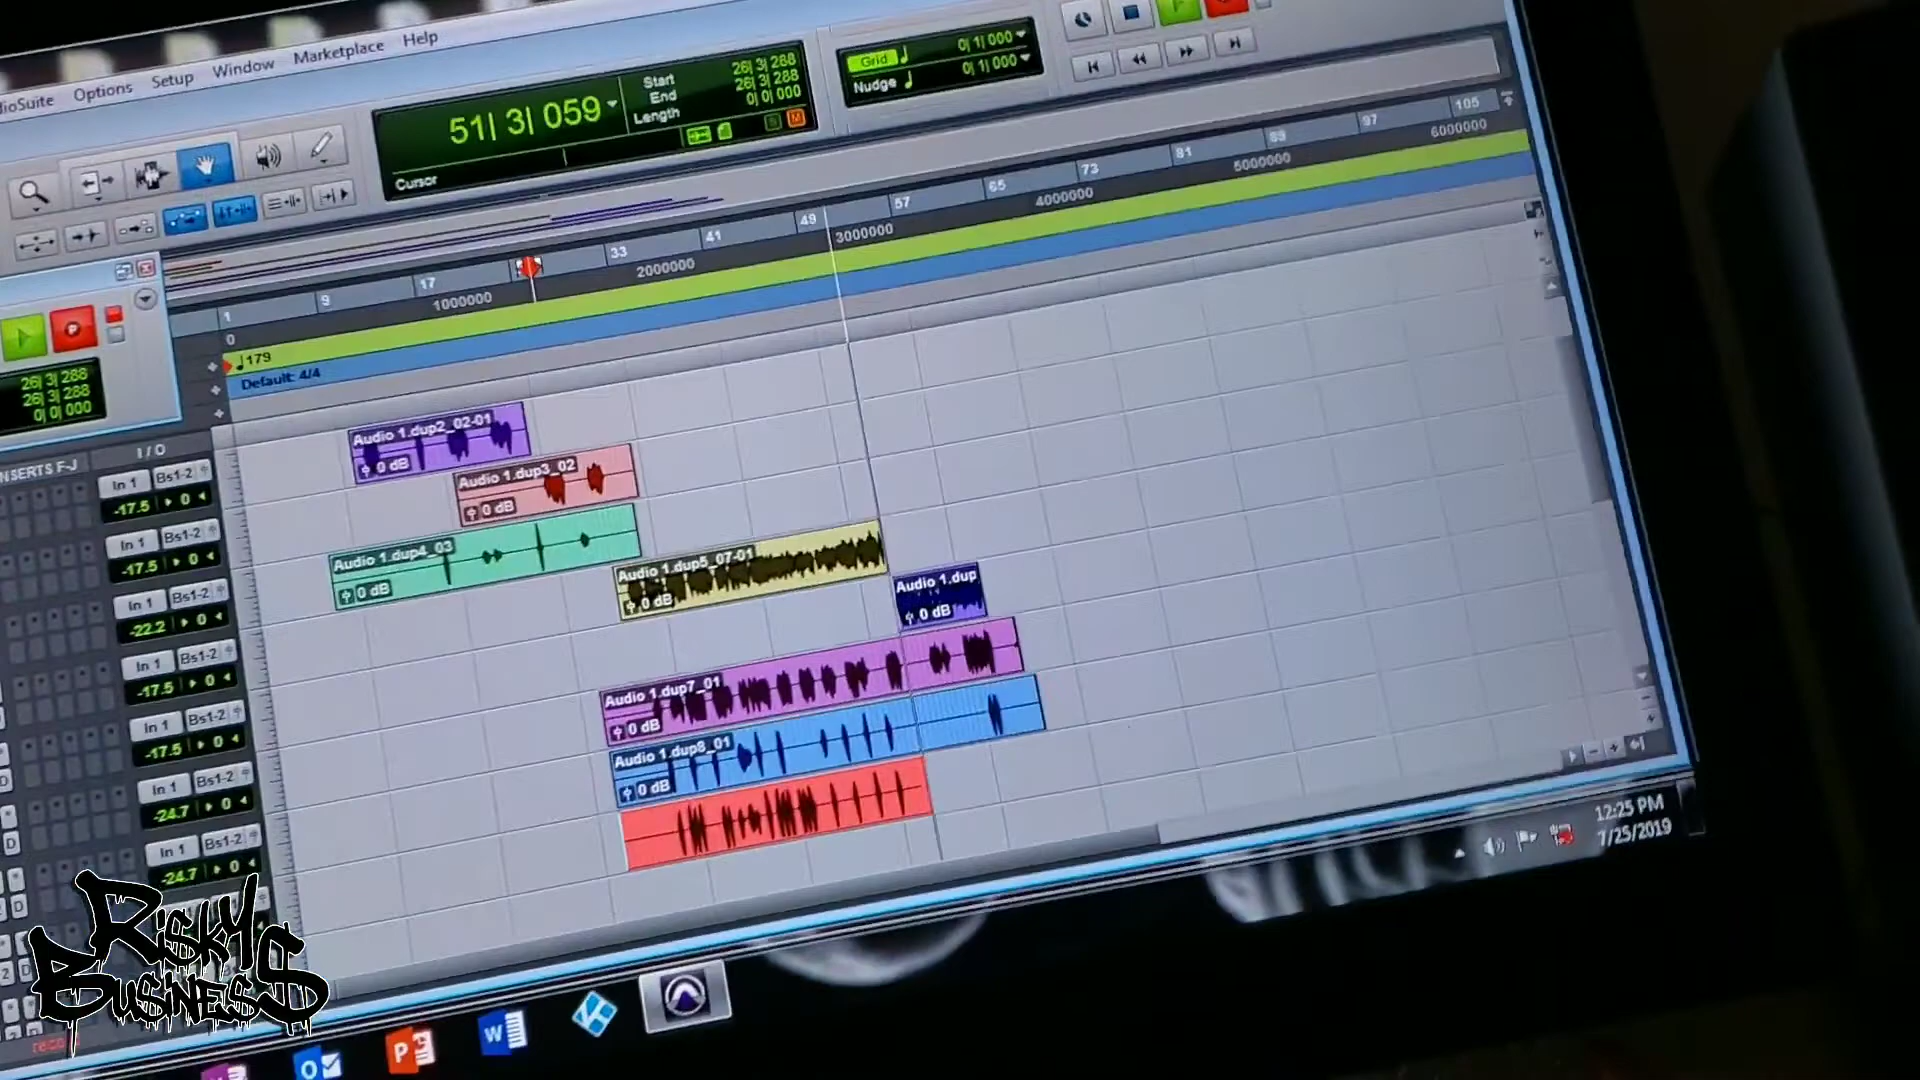 dioSuite Options Setup Window Marketplace Help
51| 3| 059
Start 26| 3| 288
End 26| 3| 288
Length 0| 0| 000
Cursor
Grid 0| 1| 000
Nudge 0| 1| 000
1 9 17 33 41 49 57 65 73 81 89 97 105
0 1000000 2000000 3000000 4000000 5000000 6000000
179
Default: 4/4
26| 3| 288
26| 3| 288
0| 0| 000
NSERTS F-J
I / O
In 1 Bs1-2
-17.5 0
In 1 Bs1-2
-17.5 0
In 1 Bs1-2
-22.2 0
In 1 Bs1-2
-17.5 0
In 1 Bs1-2
-17.5 0
In 1 Bs1-2
-24.7 0
In 1 Bs1-2
-24.7 0
Audio 1.dup2_02-01
0 dB
Audio 1.dup3_02
0 dB
Audio 1.dup4_03
0 dB
Audio 1.dup5_07-01
0 dB
Audio 1.dup
0 dB
Audio 1.dup7_01
0 dB
Audio 1.dup8_01
0 dB
12:25 PM
7/25/2019
RiSKY
BUSiNES$